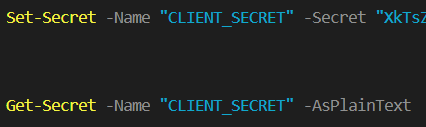 Set-Secret -Name "CLIENT_SECRET" -Secret "XkTsZ
Get-Secret -Name "CLIENT_SECRET" -AsPlainText